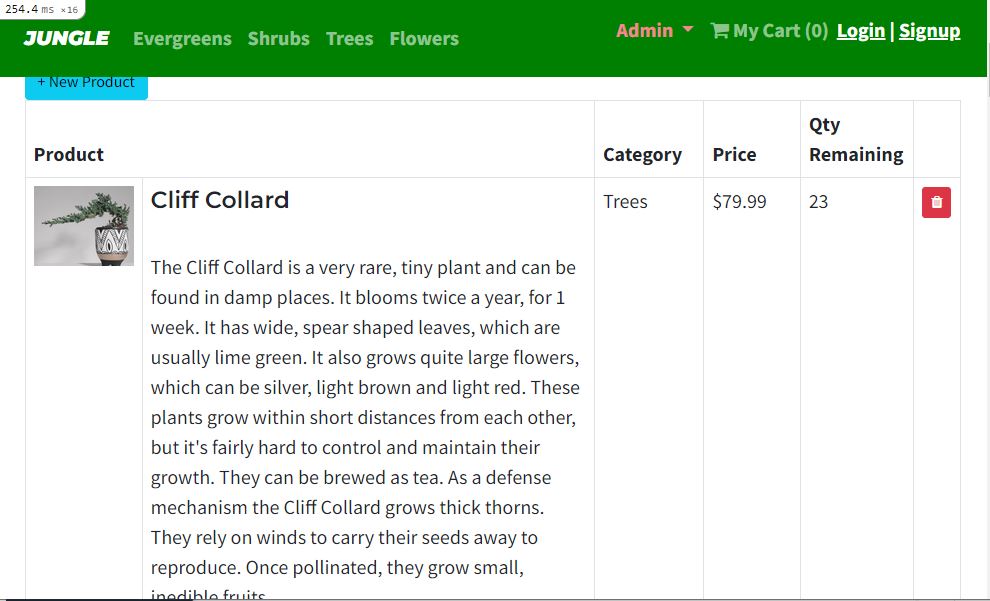 254.4 ms ×16
JUNGLE Evergreens Shrubs Trees Flowers Admin My Cart (0) Login | Signup
+ New Product
Product Category Price Qty Remaining
Cliff Collard Trees $79.99 23
The Cliff Collard is a very rare, tiny plant and can be
found in damp places. It blooms twice a year, for 1
week. It has wide, spear shaped leaves, which are
usually lime green. It also grows quite large flowers,
which can be silver, light brown and light red. These
plants grow within short distances from each other,
but it's fairly hard to control and maintain their
growth. They can be brewed as tea. As a defense
mechanism the Cliff Collard grows thick thorns.
They rely on winds to carry their seeds away to
reproduce. Once pollinated, they grow small,
inedible fruits.